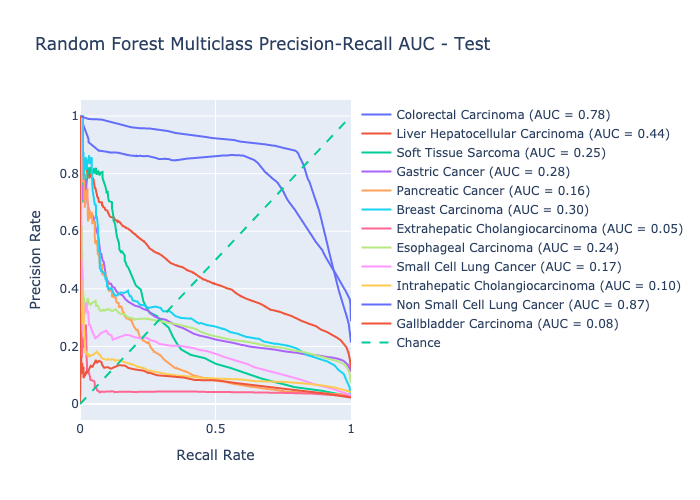 Random Forest Multiclass Precision-Recall AUC - Test
Colorectal Carcinoma (AUC = 0.78)
Liver Hepatocellular Carcinoma (AUC = 0.44)
Soft Tissue Sarcoma (AUC = 0.25)
Gastric Cancer (AUC = 0.28)
Pancreatic Cancer (AUC = 0.16)
Breast Carcinoma (AUC = 0.30)
Extrahepatic Cholangiocarcinoma (AUC = 0.05)
Esophageal Carcinoma (AUC = 0.24)
Small Cell Lung Cancer (AUC = 0.17)
Intrahepatic Cholangiocarcinoma (AUC = 0.10)
Non Small Cell Lung Cancer (AUC = 0.87)
Gallbladder Carcinoma (AUC = 0.08)
Chance
Precision Rate
1
0.8
0.6
0.4
0.2
0
0
0.5
1
Recall Rate